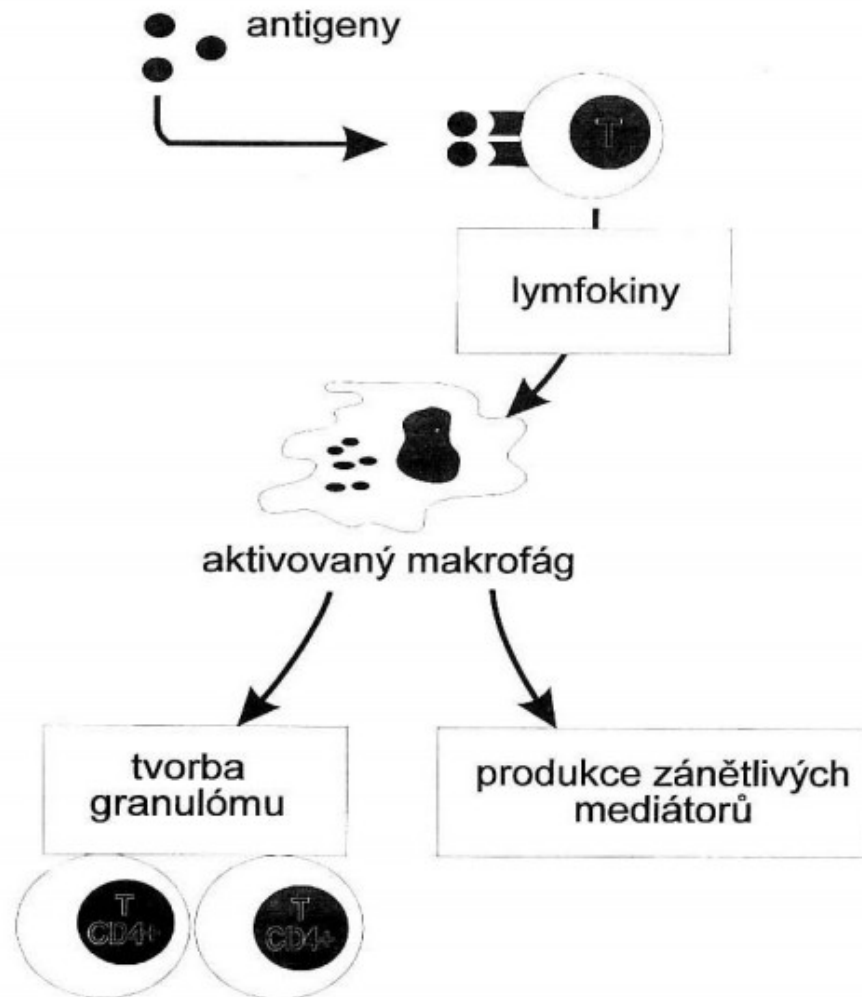 antigeny
T
lymfokiny
aktivovaný makrofág
tvorba
granulómu
produkce zánětlivých
mediátorů
T
CD4+
T
CD4+